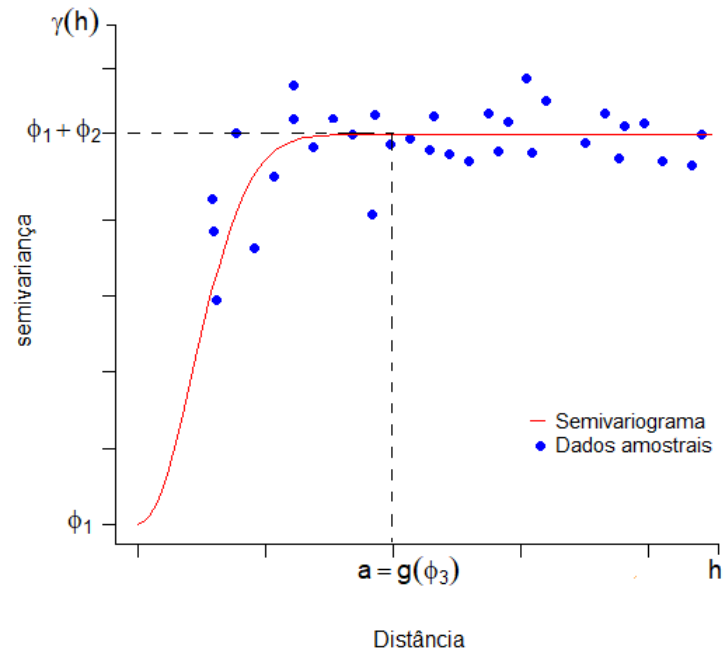 γ(h)
ϕ₁ + ϕ₂
semivariança
ϕ₁
Semivariograma
Dados amostrais
a = g(ϕ₃)
h
Distância